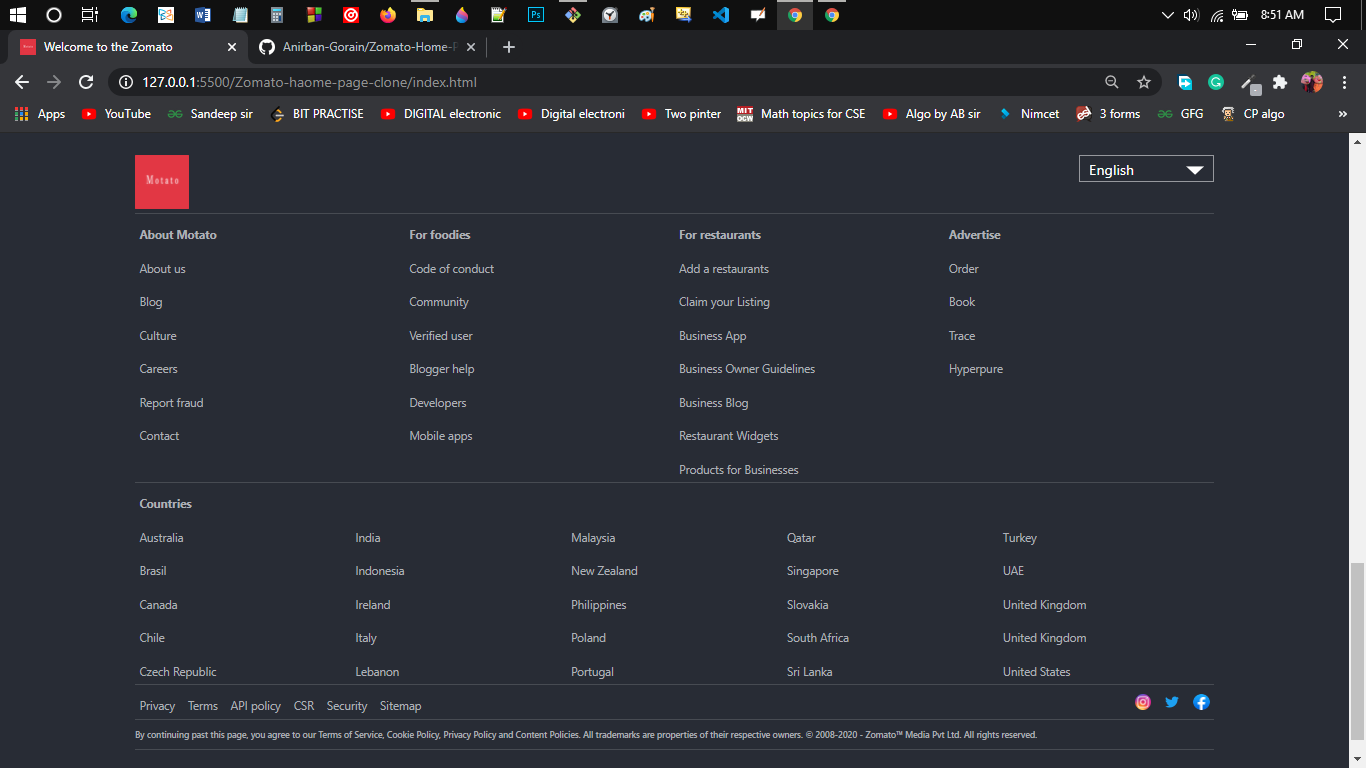 8:51 AM
Welcome to the Zomato
Anirban-Gorain/Zomato-Home-P
127.0.0.1:5500/Zomato-haome-page-clone/index.html
Apps YouTube Sandeep sir BIT PRACTISE DIGITAL electronic Digital electroni Two pinter Math topics for CSE Algo by AB sir Nimcet 3 forms GFG CP algo »
Motato
English
About Motato For foodies For restaurants Advertise
About us Code of conduct Add a restaurants Order
Blog Community Claim your Listing Book
Culture Verified user Business App Trace
Careers Blogger help Business Owner Guidelines Hyperpure
Report fraud Developers Business Blog
Contact Mobile apps Restaurant Widgets
Products for Businesses
Countries
Australia India Malaysia Qatar Turkey
Brasil Indonesia New Zealand Singapore UAE
Canada Ireland Philippines Slovakia United Kingdom
Chile Italy Poland South Africa United Kingdom
Czech Republic Lebanon Portugal Sri Lanka United States
Privacy Terms API policy CSR Security Sitemap
By continuing past this page, you agree to our Terms of Service, Cookie Policy, Privacy Policy and Content Policies. All trademarks are properties of their respective owners. © 2008-2020 - Zomato™ Media Pvt Ltd. All rights reserved.